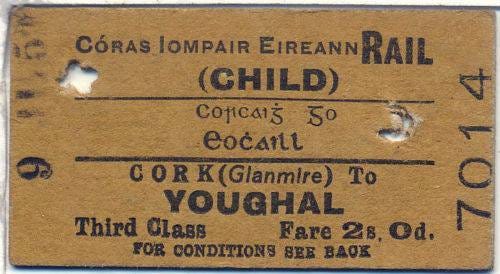 CÓRAS IOMPAIR EIREANN RAIL
(CHILD)
Corcaiġ go
Eoċaill
CORK (Glanmire) To
YOUGHAL
Third Class Fare 2s. 0d.
FOR CONDITIONS SEE BACK
7014